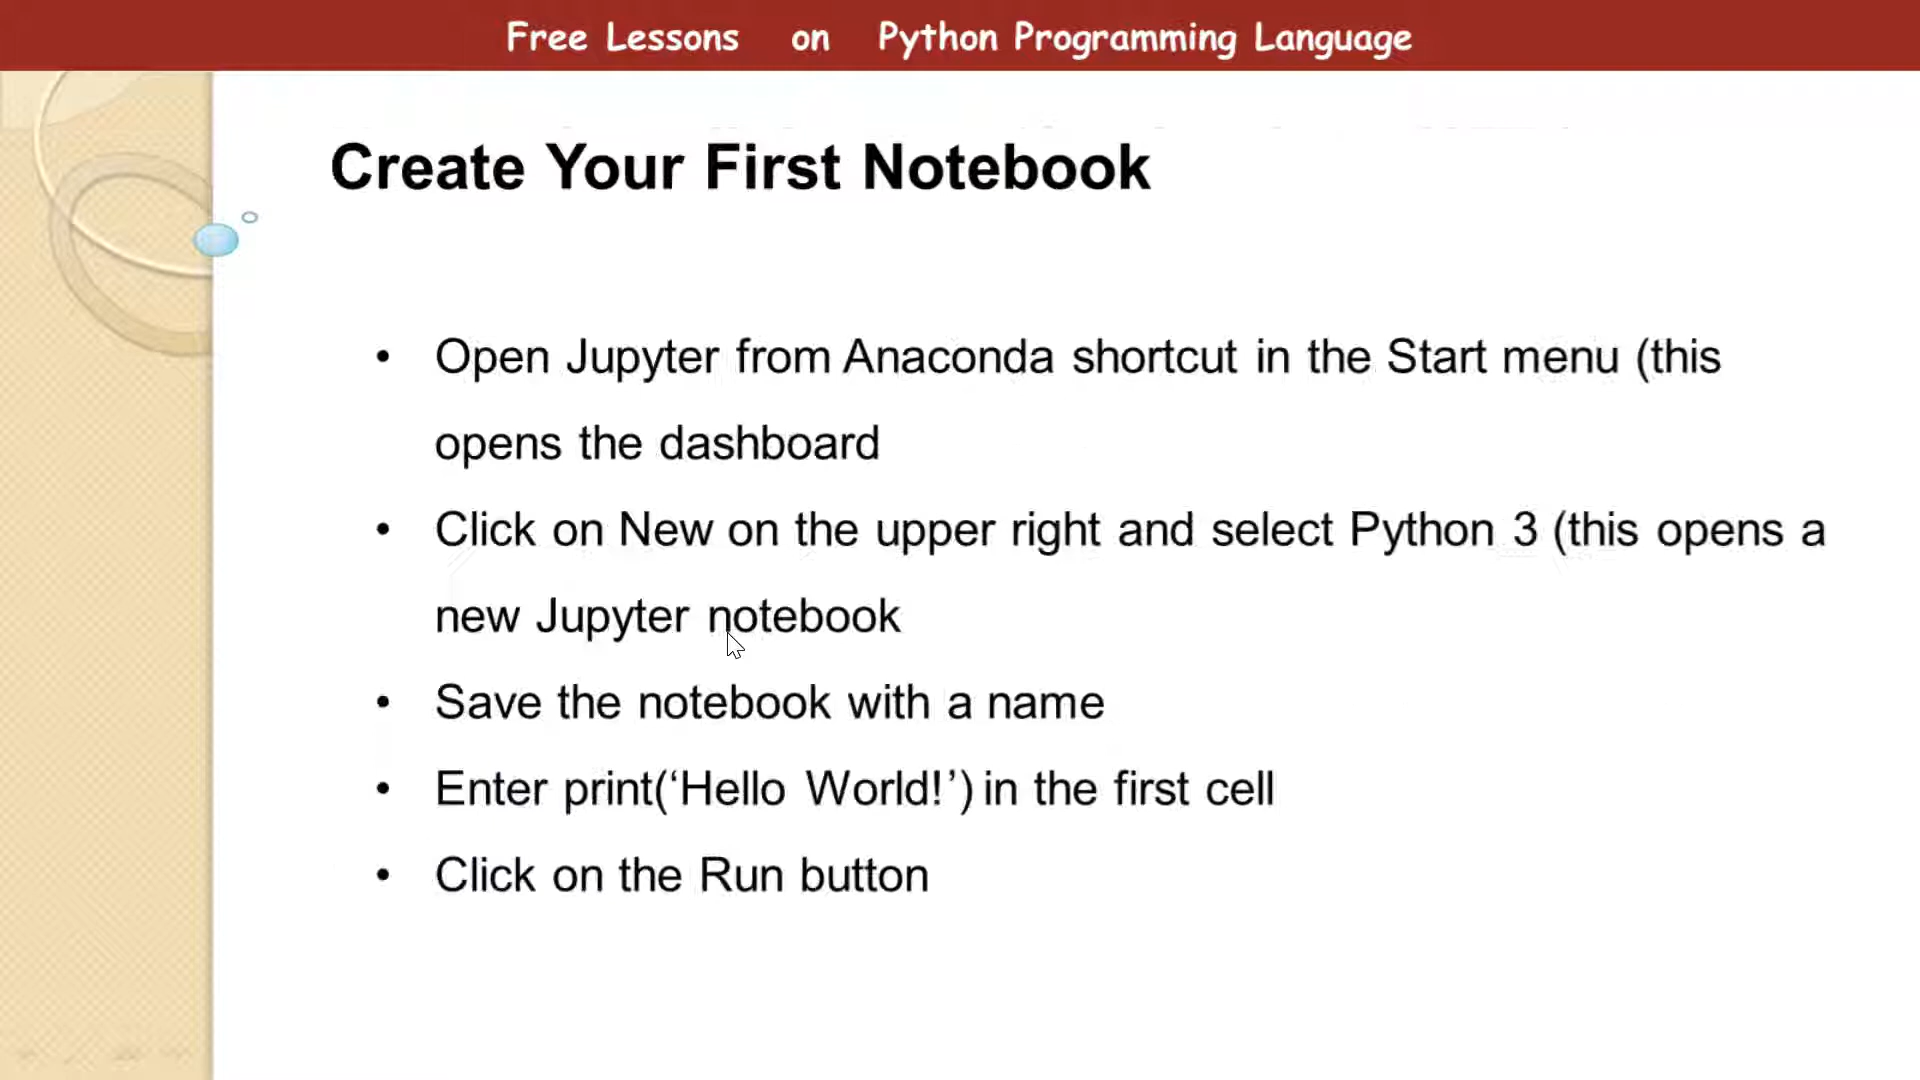 Free Lessons on Python Programming Language
Create Your First Notebook
• Open Jupyter from Anaconda shortcut in the Start menu (this
opens the dashboard
• Click on New on the upper right and select Python 3 (this opens a
new Jupyter notebook
• Save the notebook with a name
• Enter print(‘Hello World!’) in the first cell
• Click on the Run button